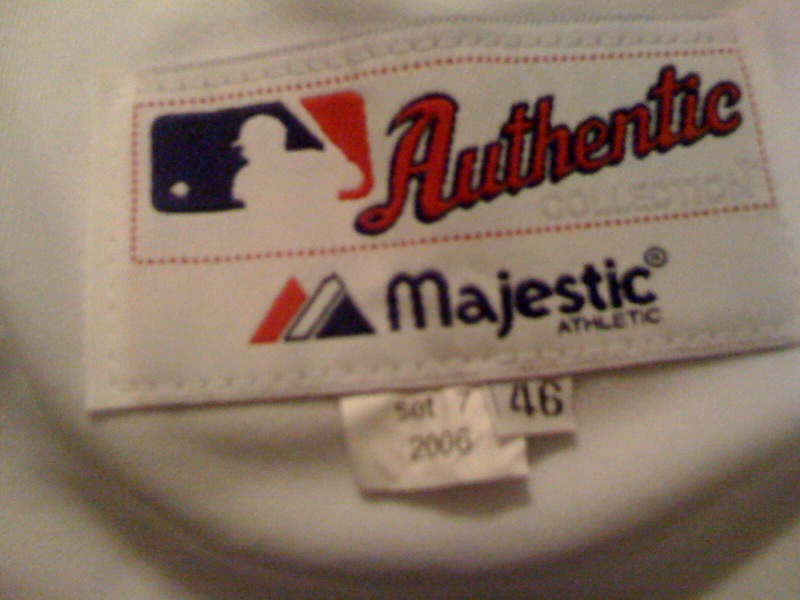 Authentic
COLLECTION
Majestic®
ATHLETIC
set 7 46
2006